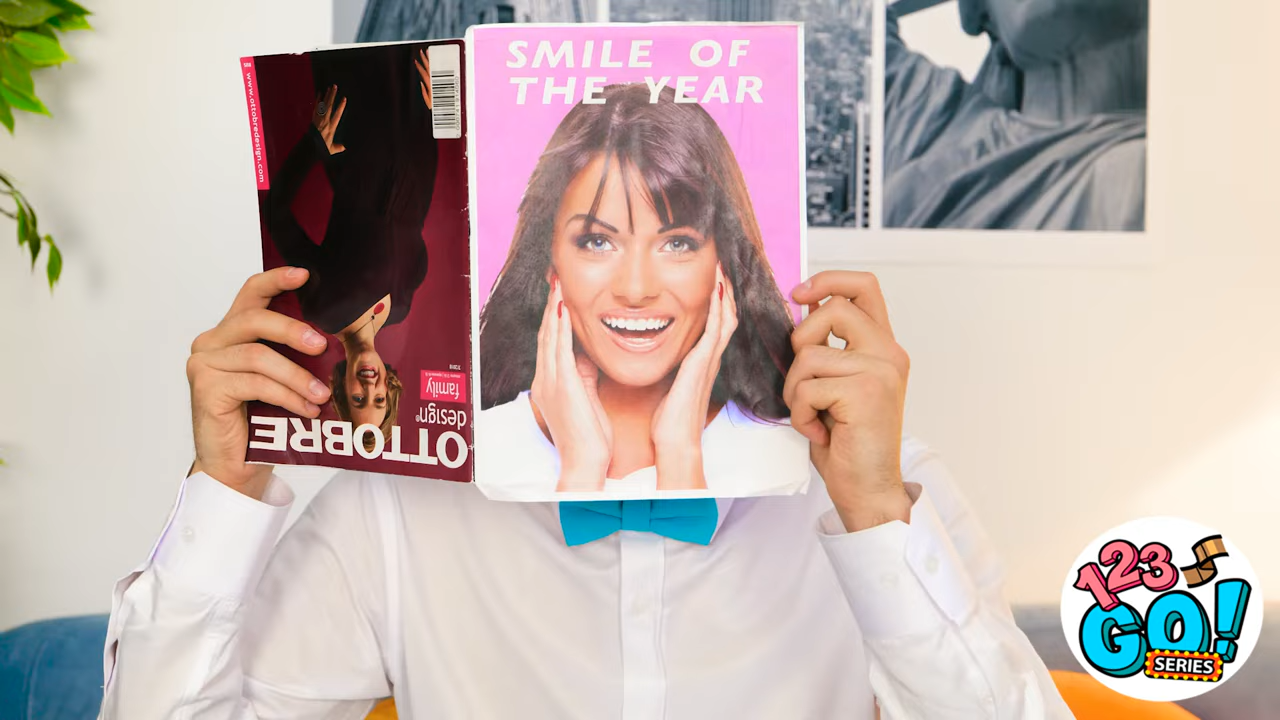 SMILE OF
THE YEAR
www.ottobredesign.com
family
design®
OTTOBRE
123
GO!
SERIES